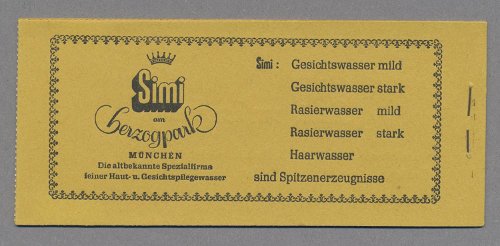 Simi
am
herzogpark
MÜNCHEN
Die altbekannte Spezialfirma
feiner Haut- u. Gesichtspflegewasser
Simi: Gesichtswasser mild
Gesichtswasser stark
Rasierwasser mild
Rasierwasser stark
Haarwasser
sind Spitzenerzeugnisse